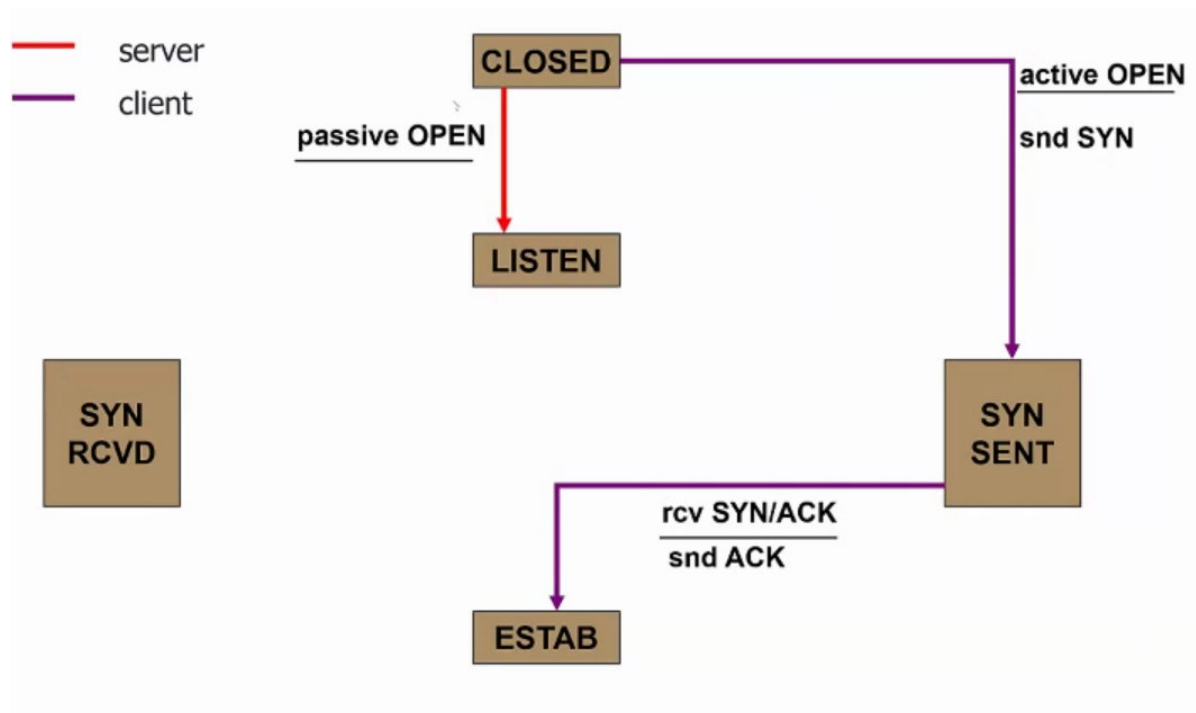 server
client
CLOSED
active OPEN
snd SYN
passive OPEN
LISTEN
SYN
RCVD
SYN
SENT
rcv SYN/ACK
snd ACK
ESTAB